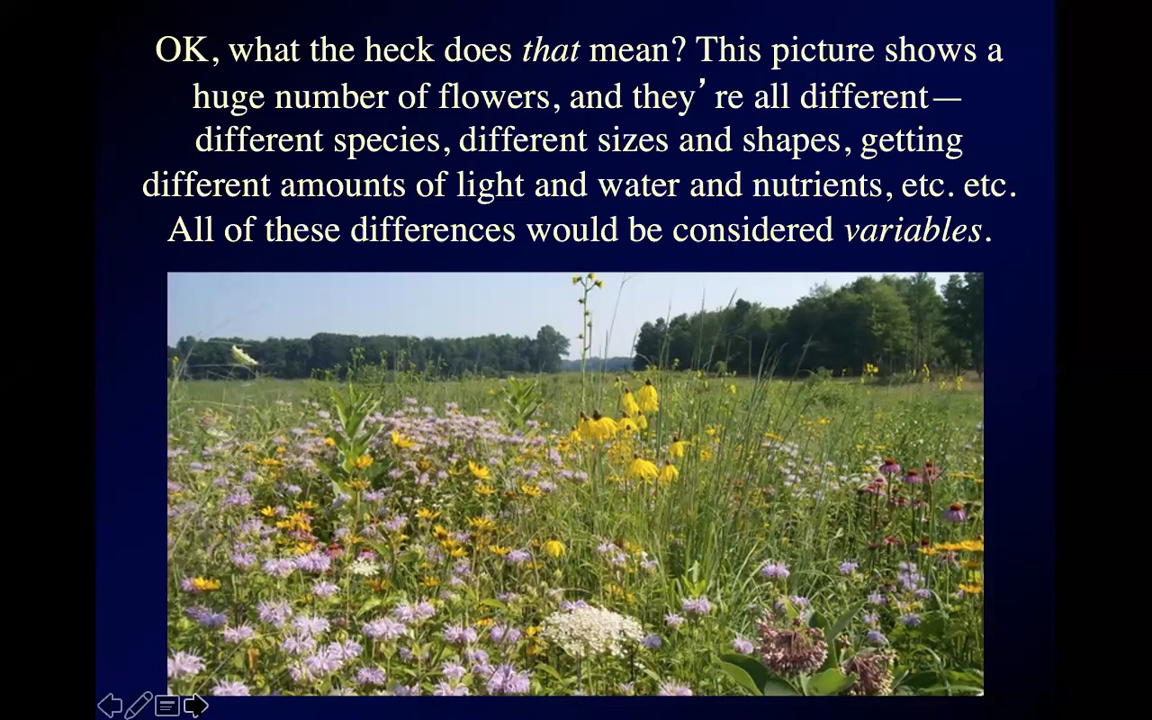 OK, what the heck does that mean? This picture shows a
huge number of flowers, and they’re all different—
different species, different sizes and shapes, getting
different amounts of light and water and nutrients, etc. etc.
All of these differences would be considered variables.